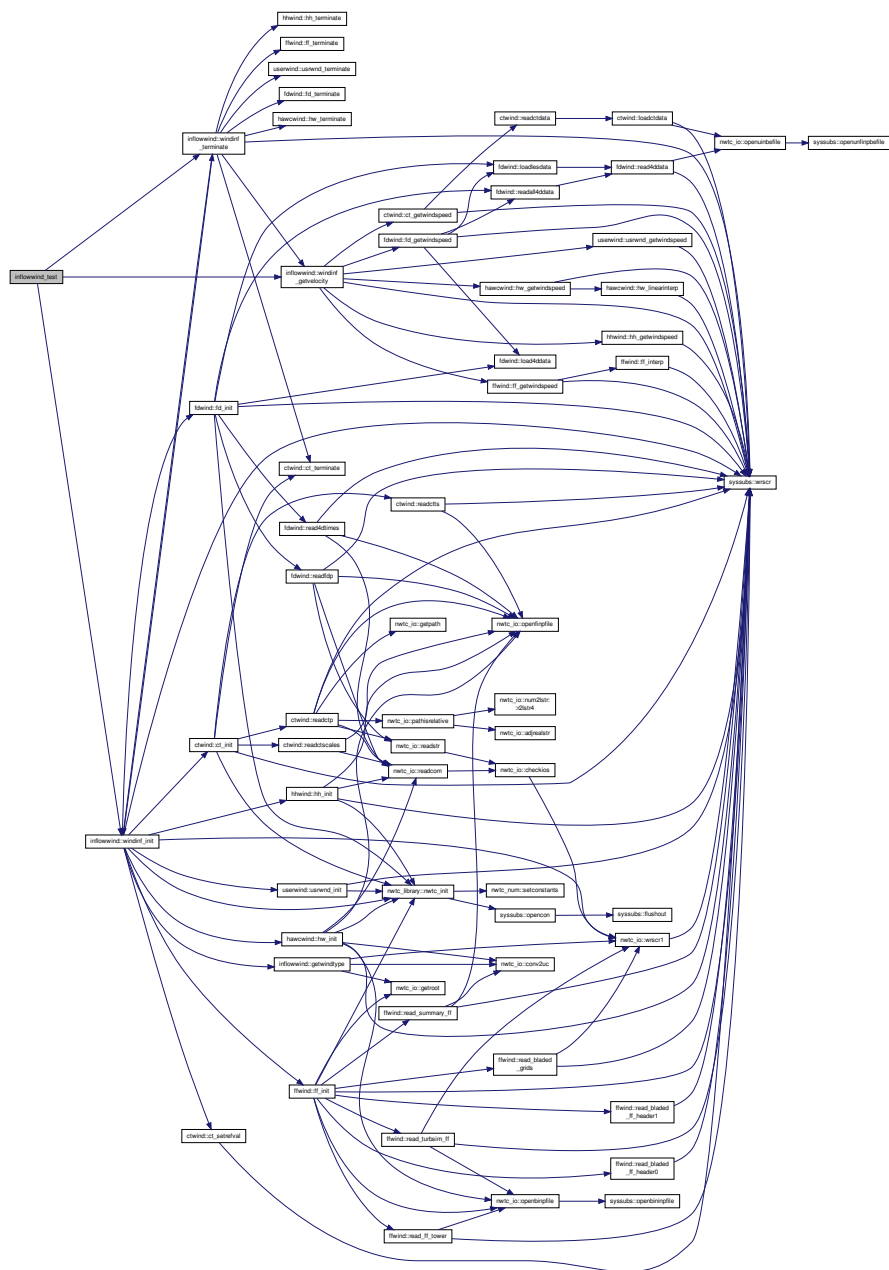 hhwind::hh_terminate
ffwind::ff_terminate
userwind::usrwnd_terminate
fdwind::fd_terminate
hawcwind::hw_terminate
ctwind::readctdata
ctwind::loadctdata
inflowwind::windinf
_terminate
nwtc_io::openuinbefile
syssubs::openunfinpbefile
fdwind::loadlesdata
fdwind::read4ddata
fdwind::readall4ddata
ctwind::ct_getwindspeed
fdwind::fd_getwindspeed
userwind::usrwnd_getwindspeed
inflowwind_test
inflowwind::windinf
_getvelocity
hawcwind::hw_getwindspeed
hawcwind::hw_linearinterp
hhwind::hh_getwindspeed
fdwind::load4ddata
ffwind::ff_interp
ffwind::ff_getwindspeed
fdwind::fd_init
ctwind::ct_terminate
syssubs::wrscr
ctwind::readctts
fdwind::read4dtimes
fdwind::readfdp
nwtc_io::getpath
nwtc_io::openfinpfile
nwtc_io::num2lstr:
:r2lstr4
ctwind::readctp
nwtc_io::pathisrelative
nwtc_io::adjrealstr
ctwind::ct_init
ctwind::readctscales
nwtc_io::readstr
nwtc_io::readcom
nwtc_io::checkios
hhwind::hh_init
inflowwind::windinf_init
userwind::usrwnd_init
nwtc_library::nwtc_init
nwtc_num::setconstants
syssubs::opencon
syssubs::flushout
hawcwind::hw_init
nwtc_io::wrscr1
inflowwind::getwindtype
nwtc_io::conv2uc
nwtc_io::getroot
ffwind::read_summary_ff
ffwind::read_bladed
_grids
ffwind::ff_init
ffwind::read_bladed
_ff_header1
ctwind::ct_setrefval
ffwind::read_turbsim_ff
ffwind::read_bladed
_ff_header0
nwtc_io::openbinpfile
syssubs::openbininpfile
ffwind::read_ff_tower